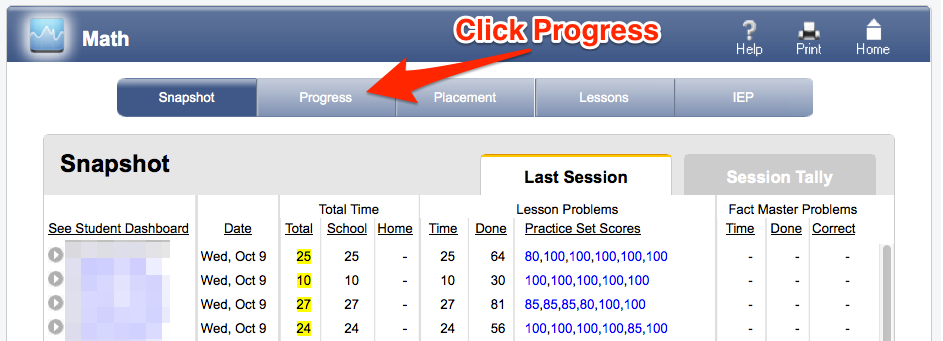 Math
Click Progress
Help Print Home
Snapshot Progress Placement Lessons IEP
Snapshot
Last Session Session Tally
Total Time Lesson Problems Fact Master Problems
See Student Dashboard Date Total School Home Time Done Practice Set Scores Time Done Correct
Wed, Oct 9 25 25 - 25 64 80,100,100,100,100,100 - - -
Wed, Oct 9 10 10 - 10 30 100,100,100,100,100 - - -
Wed, Oct 9 27 27 - 27 81 85,85,85,80,100,100 - - -
Wed, Oct 9 24 24 - 24 56 100,100,100,100,85,100 - - -